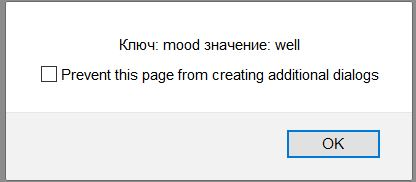 Ключ: mood значение: well
Prevent this page from creating additional dialogs
OK